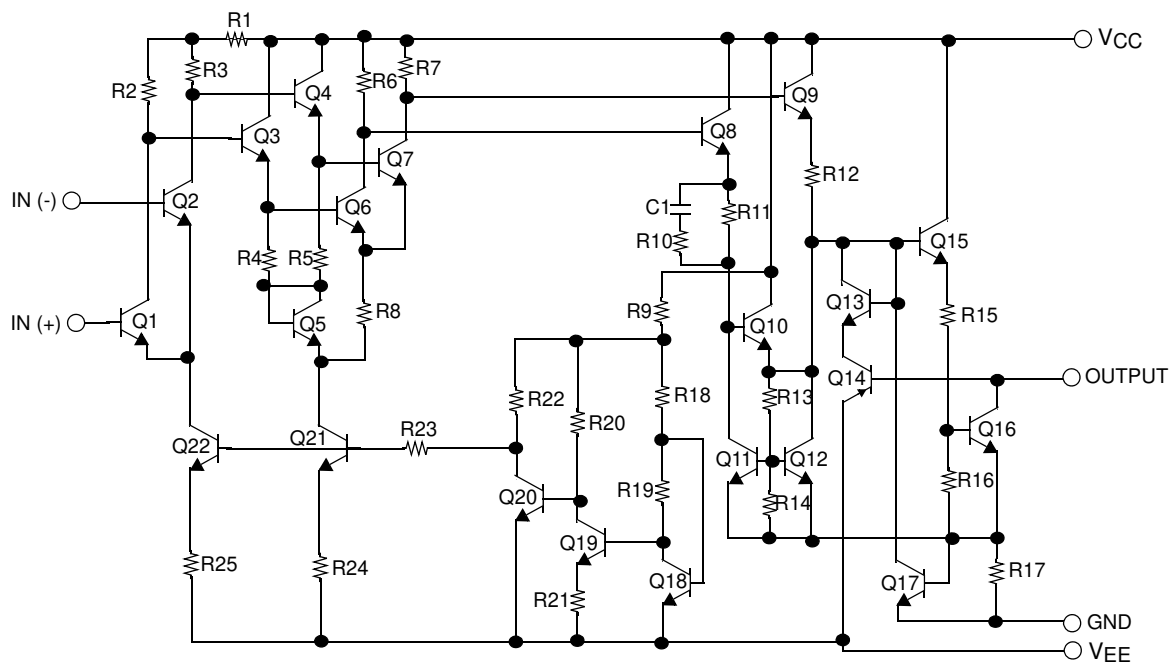 R1
VCC
R3
R6
R7
R2
Q4
Q9
Q3
Q8
Q7
R12
IN (-)
Q2
Q6
C1
R11
R10
Q15
R4
R5
Q13
R9
IN (+)
Q1
Q5
R8
Q10
R15
Q14
OUTPUT
R22
R18
R13
R20
Q16
Q22
Q21
R23
Q11
Q12
R16
R19
Q20
R14
Q19
R25
R24
Q18
Q17
R17
R21
GND
VEE